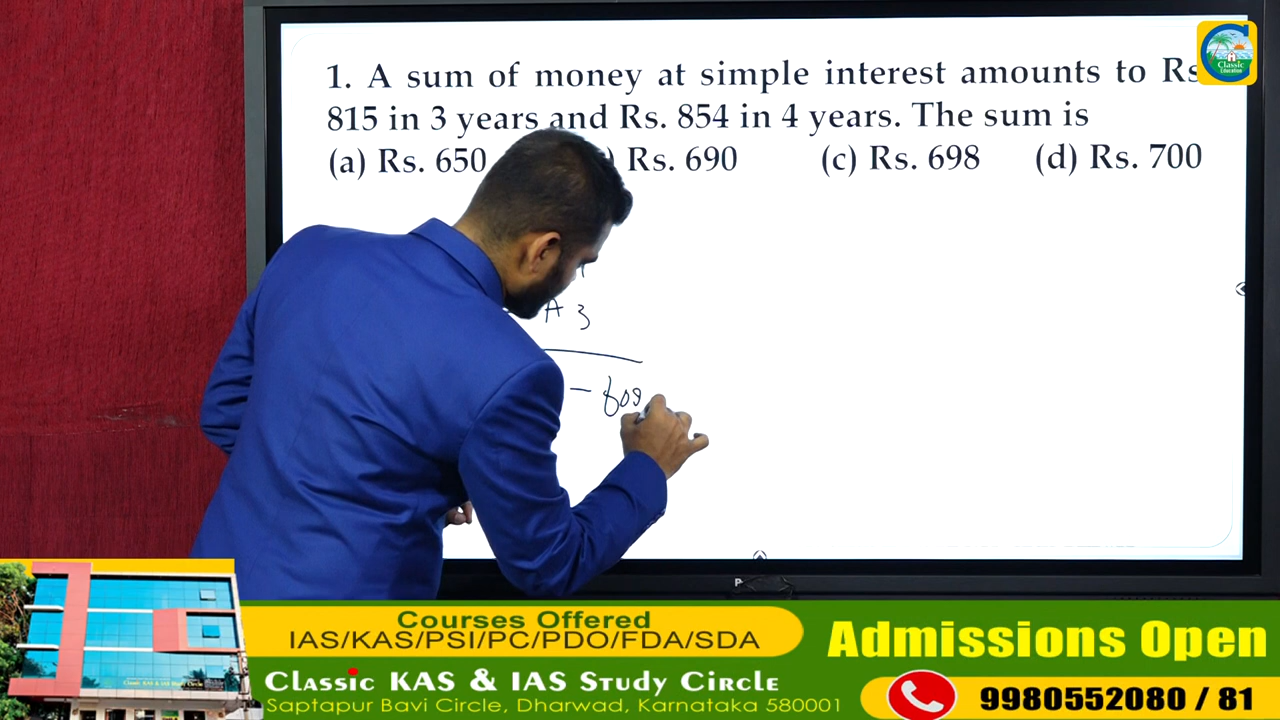 1. A sum of money at simple interest amounts to Rs
815 in 3 years and Rs. 854 in 4 years. The sum is
(a) Rs. 650 ) Rs. 690 (c) Rs. 698 (d) Rs. 700
Classic
Education
A 3
Courses Offered
IAS/KAS/PSI/PC/PDO/FDA/SDA
Classic KAS & IAS Study Circle
Saptapur Bavi Circle, Dharwad, Karnataka 580001
Admissions Open
9980552080 / 81